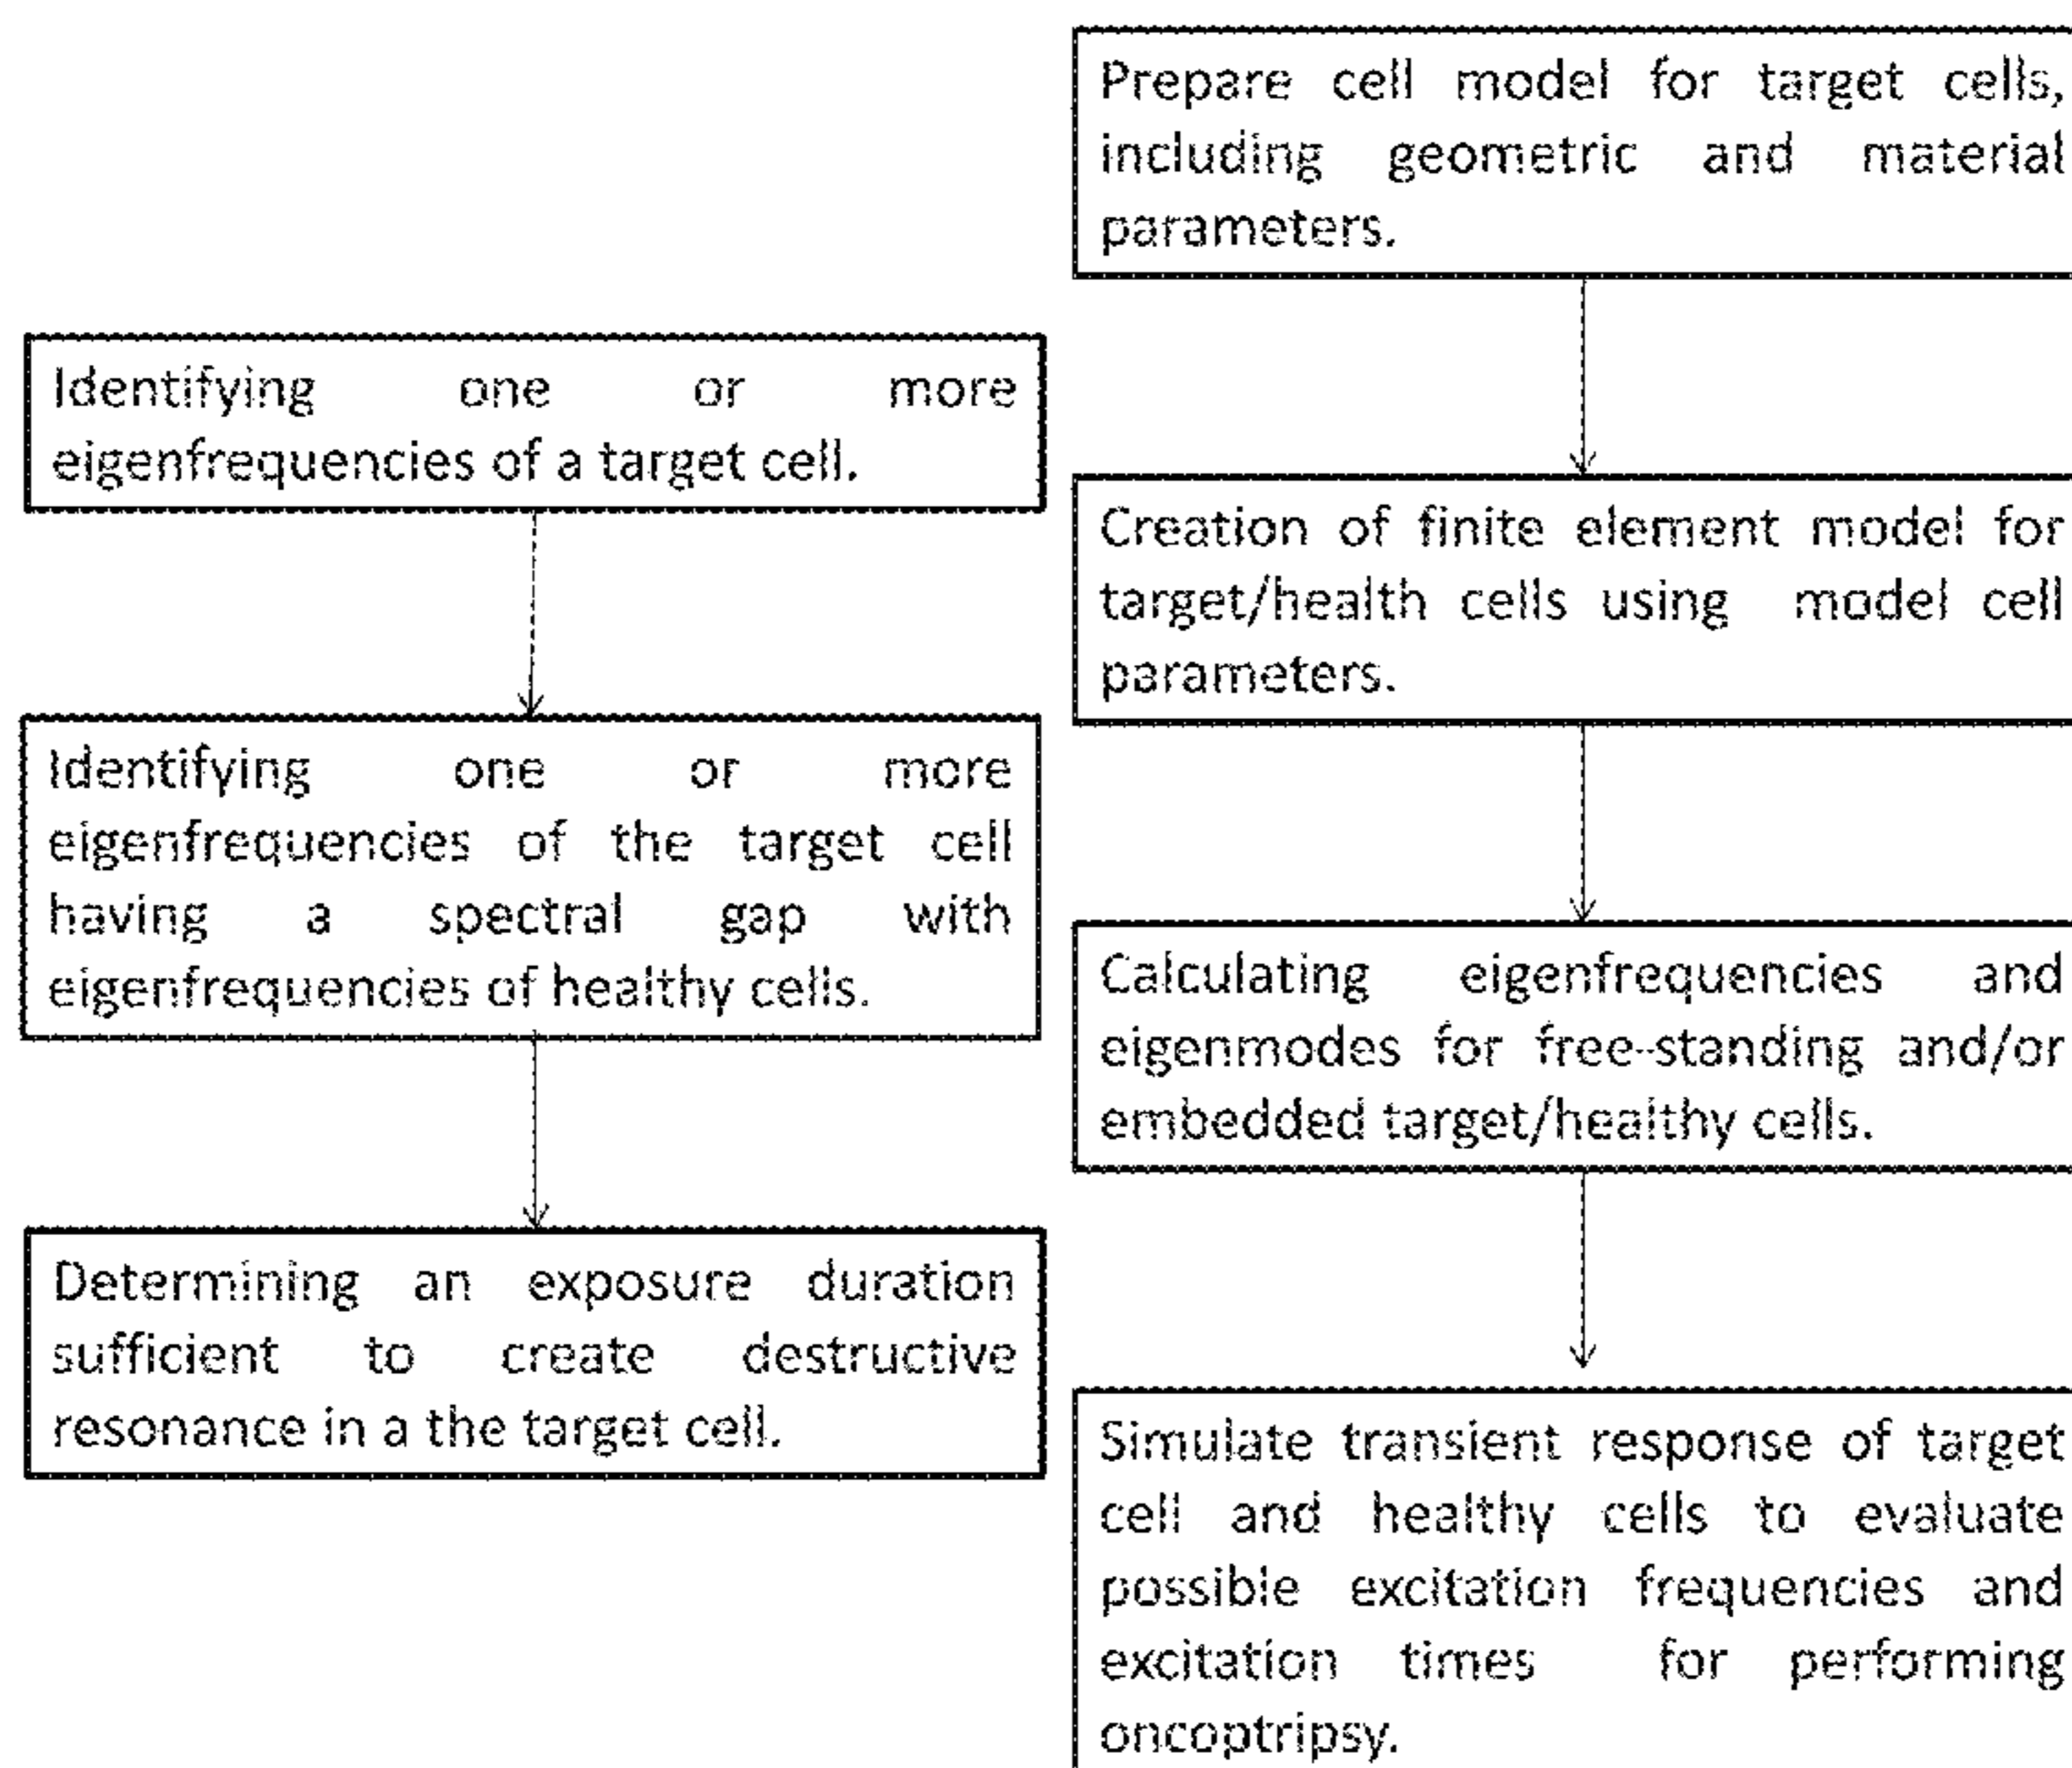 Identifying one or more
eigenfrequencies of a target cell.
Identifying one or more
eigenfrequencies of the target cell
having a spectral gap with
eigenfrequencies of healthy cells.
Determining an exposure duration
sufficient to create destructive
resonance in a the target cell.
Prepare cell model for target cells,
including geometric and material
parameters.
Creation of finite element model for
target/health cells using model cell
parameters.
Calculating eigenfrequencies and
eigenmodes for free-standing and/or
embedded target/healthy cells.
Simulate transient response of target
cell and healthy cells to evaluate
possible excitation frequencies and
excitation times for performing
oncoptripsy.